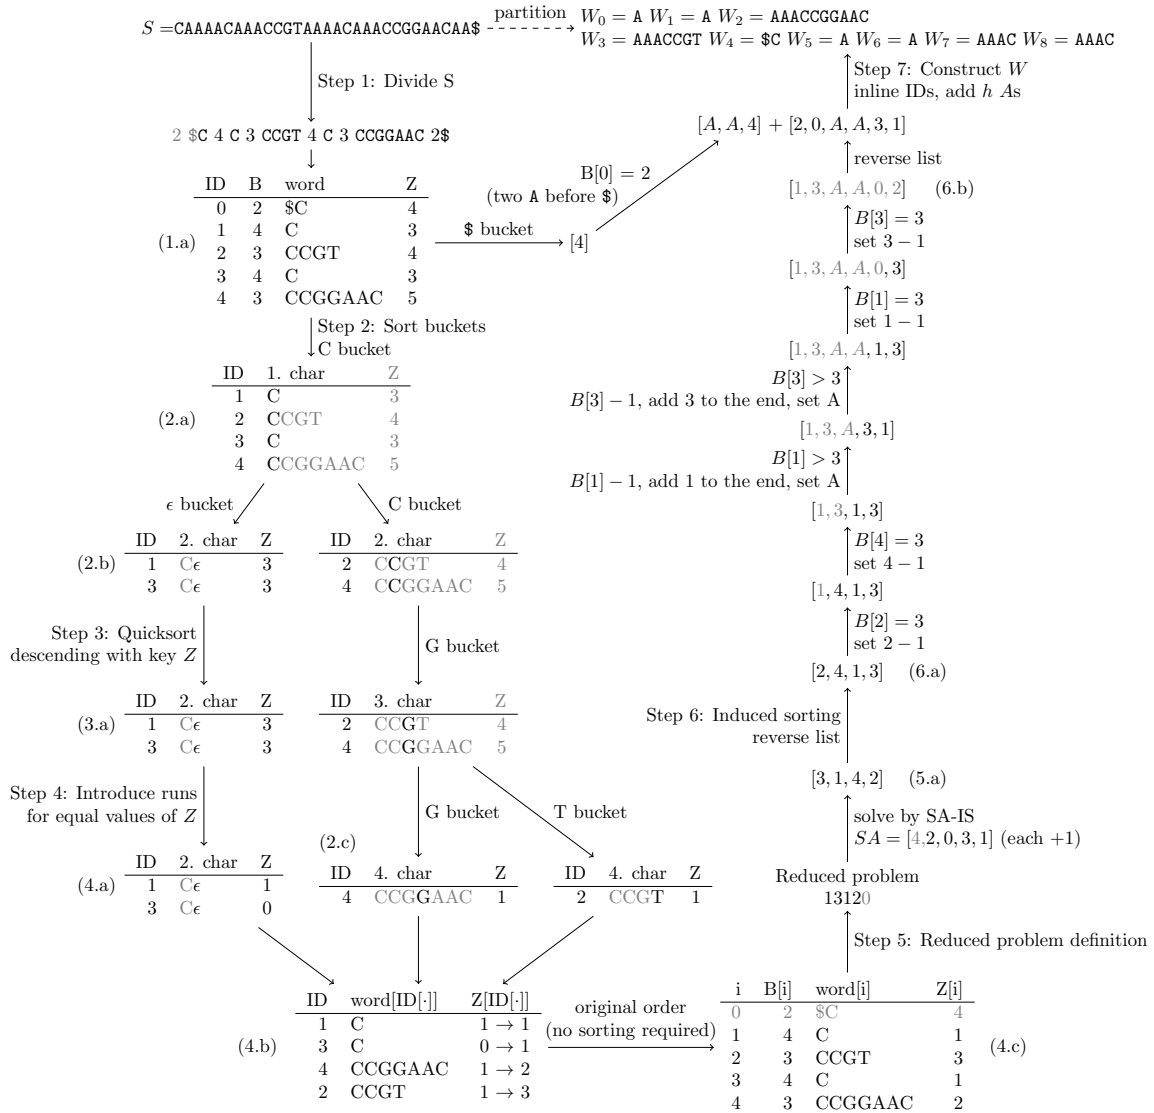 S =CAAAACAAACCGTAAAACAAACCGGAACAA$
partition
W₀ = A W₁ = A W₂ = AAACCGGAAC
W₃ = AAACCGT W₄ = $C W₅ = A W₆ = A W₇ = AAAC W₈ = AAAC
Step 1: Divide S
2 $C 4 C 3 CCGT 4 C 3 CCGGAAC 2$
(1.a)
ID B word Z
0 2 $C 4
1 4 C 3
2 3 CCGT 4
3 4 C 3
4 3 CCGGAAC 5
$ bucket
[4]
B[0] = 2
(two A before $)
[A, A, 4] + [2, 0, A, A, 3, 1]
Step 7: Construct W
inline IDs, add h As
Step 2: Sort buckets
C bucket
(2.a)
ID 1. char Z
1 C 3
2 CCGT 4
3 C 3
4 CCGGAAC 5
ϵ bucket
C bucket
(2.b)
ID 2. char Z
1 Cϵ 3
3 Cϵ 3
ID 2. char Z
2 CCGT 4
4 CCGGAAC 5
Step 3: Quicksort
descending with key Z
G bucket
(3.a)
ID 2. char Z
1 Cϵ 3
3 Cϵ 3
ID 3. char Z
2 CCGT 4
4 CCGGAAC 5
Step 4: Introduce runs
for equal values of Z
G bucket
T bucket
(4.a)
ID 2. char Z
1 Cϵ 1
3 Cϵ 0
(2.c)
ID 4. char Z
4 CCGGAAC 1
ID 4. char Z
2 CCGT 1
(4.b)
ID word[ID[·]] Z[ID[·]]
1 C 1 → 1
3 C 0 → 1
4 CCGGAAC 1 → 2
2 CCGT 1 → 3
original order
(no sorting required)
(4.c)
i B[i] word[i] Z[i]
0 2 $C 4
1 4 C 1
2 3 CCGT 3
3 4 C 1
4 3 CCGGAAC 2
Step 5: Reduced problem definition
Reduced problem
13120
solve by SA-IS
SA = [4,2, 0, 3, 1] (each +1)
[3, 1, 4, 2] (5.a)
Step 6: Induced sorting
reverse list
[2, 4, 1, 3] (6.a)
B[2] = 3
set 2 − 1
[1, 4, 1, 3]
B[4] = 3
set 4 − 1
[1, 3, 1, 3]
B[1] > 3
B[1] − 1, add 1 to the end, set A
[1, 3, A, 3, 1]
B[3] > 3
B[3] − 1, add 3 to the end, set A
[1, 3, A, A, 1, 3]
B[1] = 3
set 1 − 1
[1, 3, A, A, 0, 3]
B[3] = 3
set 3 − 1
[1, 3, A, A, 0, 2] (6.b)
reverse list